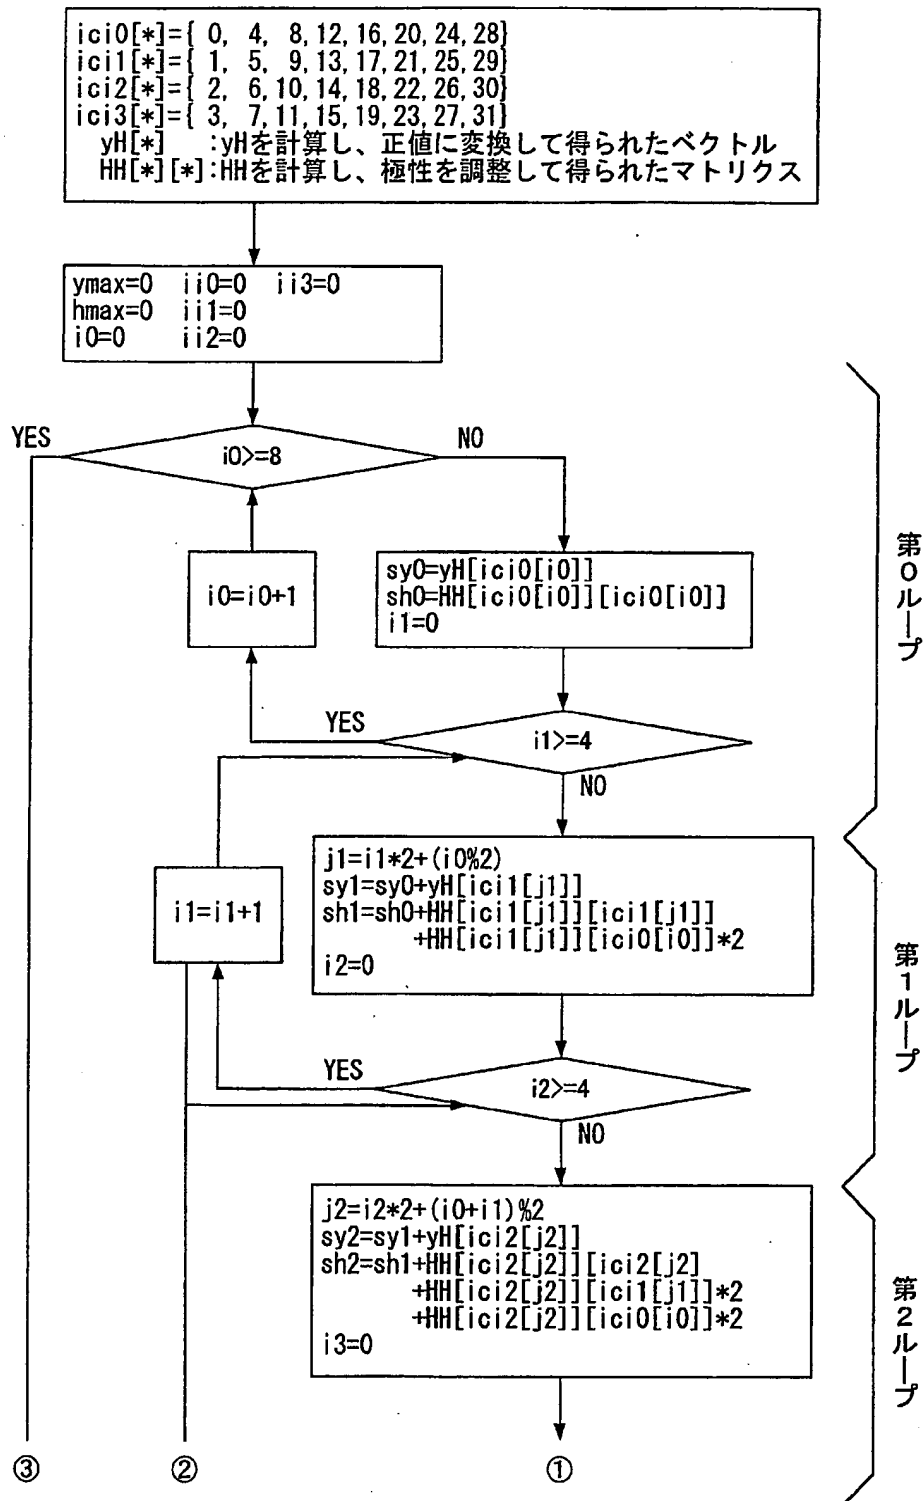 ici0[*]={ 0, 4, 8,12,16,20,24,28}
ici1[*]={ 1, 5, 9,13,17,21,25,29}
ici2[*]={ 2, 6,10,14,18,22,26,30}
ici3[*]={ 3, 7,11,15,19,23,27,31}
yH[*] :yHを計算し、正値に変換して得られたベクトル
HH[*][*]:HHを計算し、極性を調整して得られたマトリクス
ymax=0 ii0=0 ii3=0
hmax=0 ii1=0
i0=0 ii2=0
YES
i0>=8
NO
i0=i0+1
sy0=yH[ici0[i0]]
sh0=HH[ici0[i0]][ici0[i0]]
i1=0
第0ループ
YES
i1>=4
NO
i1=i1+1
j1=i1*2+(i0%2)
sy1=sy0+yH[ici1[j1]]
sh1=sh0+HH[ici1[j1]][ici1[j1]]
+HH[ici1[j1]][ici0[i0]]*2
i2=0
第1ループ
YES
i2>=4
NO
j2=i2*2+(i0+i1)%2
sy2=sy1+yH[ici2[j2]]
sh2=sh1+HH[ici2[j2]][ici2[j2]
+HH[ici2[j2]][ici1[j1]]*2
+HH[ici2[j2]][ici0[i0]]*2
i3=0
第2ループ
③
②
①